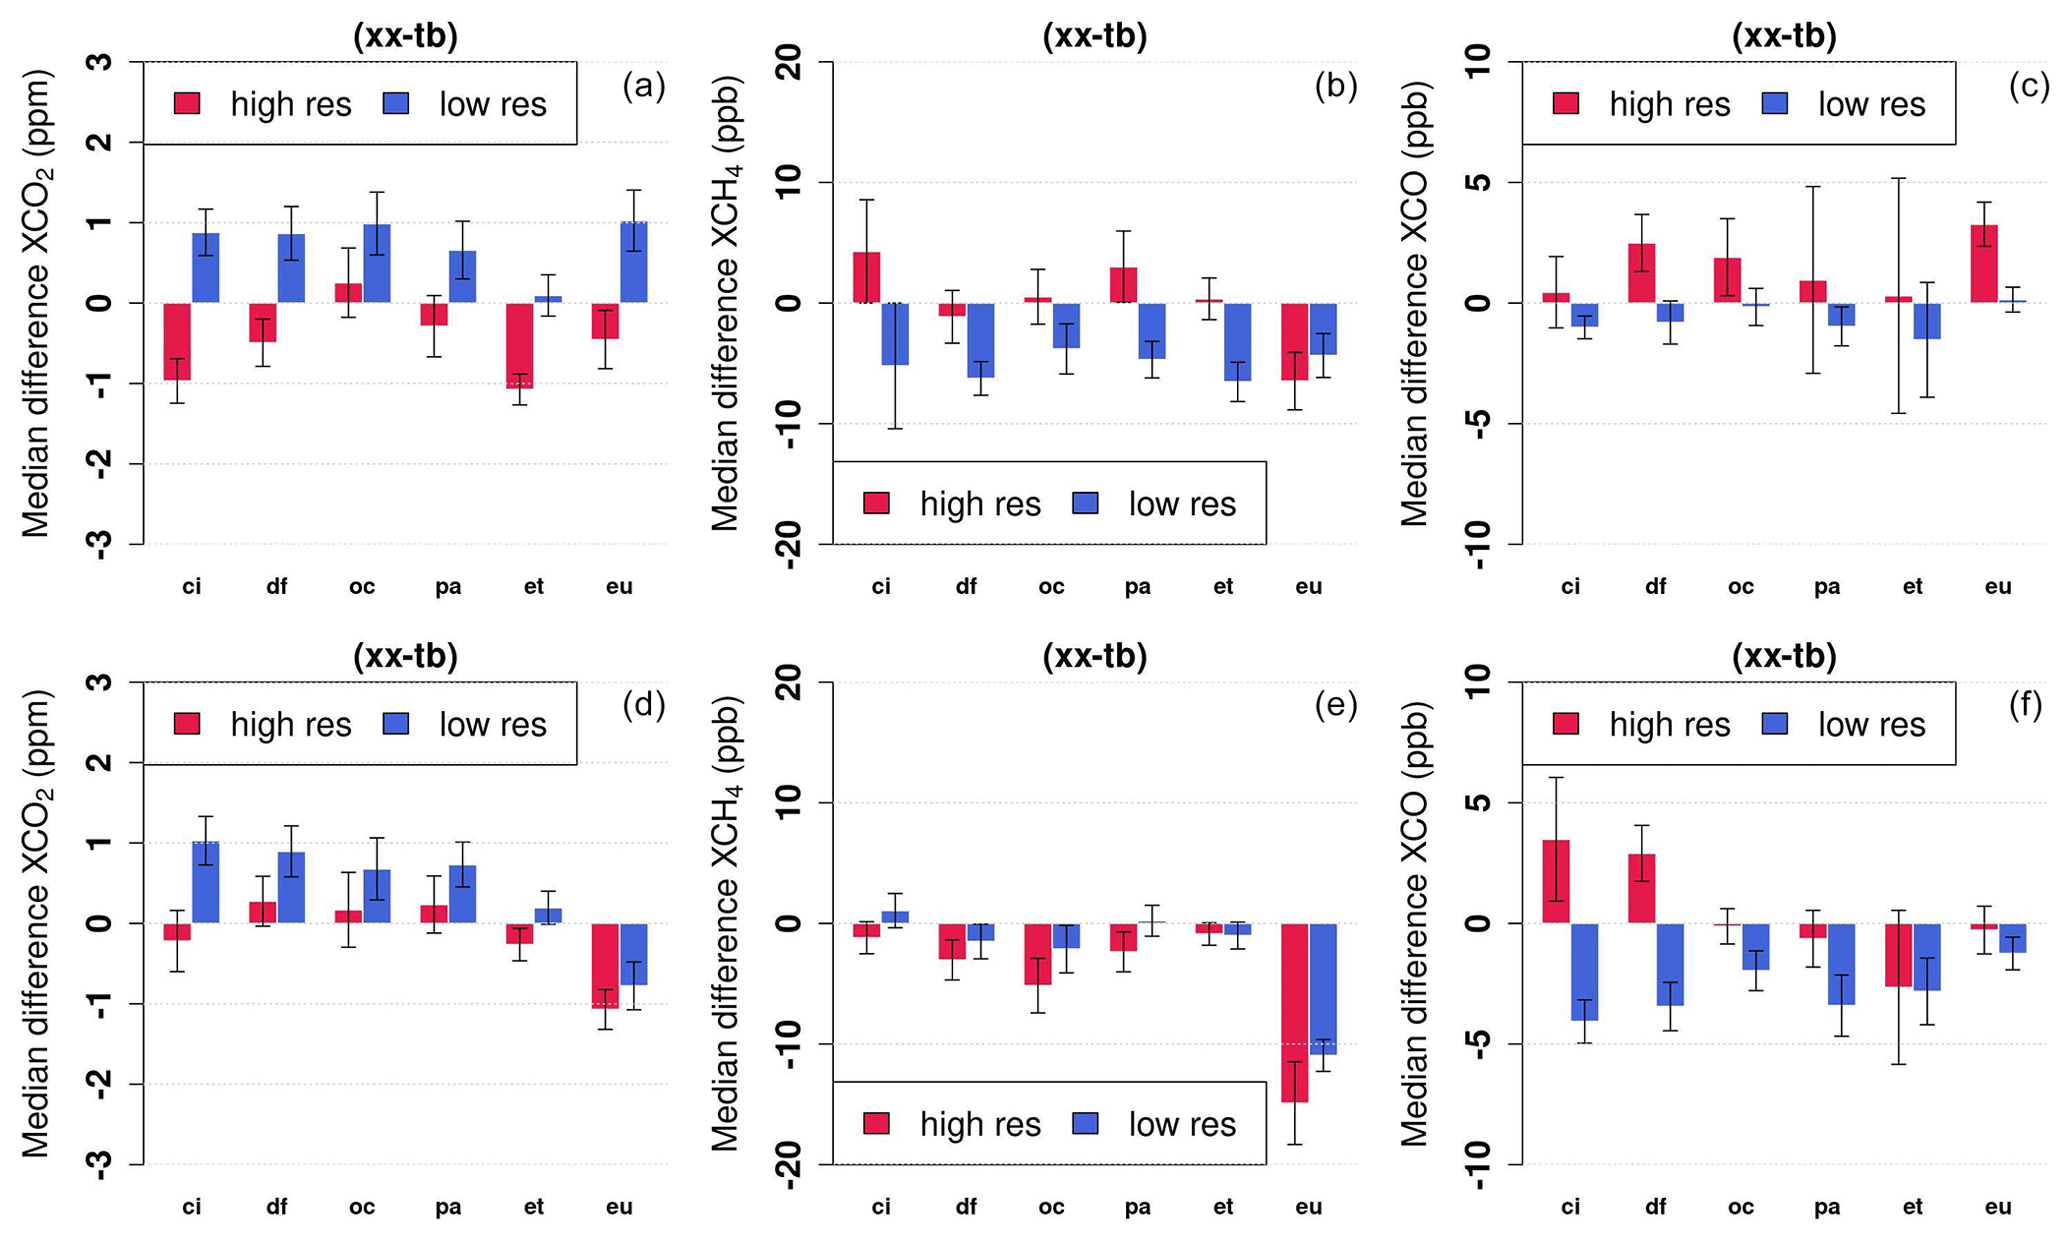 (xx-tb)
(a)
high res low res
Median difference XCO₂ (ppm)
3
2
1
0
-1
-2
-3
ci df oc pa et eu
(xx-tb)
(b)
Median difference XCH₄ (ppb)
20
10
0
-10
-20
high res low res
ci df oc pa et eu
(xx-tb)
(c)
high res low res
Median difference XCO (ppb)
10
5
0
-5
-10
ci df oc pa et eu
(xx-tb)
(d)
high res low res
Median difference XCO₂ (ppm)
3
2
1
0
-1
-2
-3
ci df oc pa et eu
(xx-tb)
(e)
Median difference XCH₄ (ppb)
20
10
0
-10
-20
high res low res
ci df oc pa et eu
(xx-tb)
(f)
high res low res
Median difference XCO (ppb)
10
5
0
-5
-10
ci df oc pa et eu